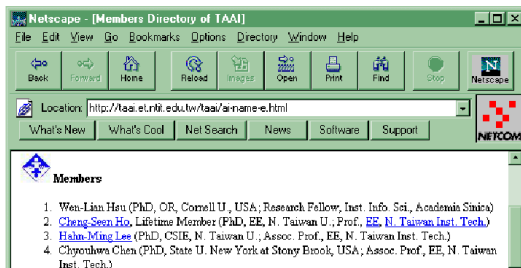 Netscape - [Members Directory of TAAI]
File Edit View Go Bookmarks Options Directory Window Help
Back Forward Home Reload Images Open Print Find Stop Netscape
Location: http://taai.et.ntit.edu.tw/taai/ai-name-e.html
What's New What's Cool Net Search News Software Support
NETCOM
Members
1. Wen-Lian Hsu (PhD, OR, Cornell U., USA; Research Fellow, Inst. Info. Sci., Academia Sinica)
2. Cheng-Seen Ho, Lifetime Member (PhD, EE, N. Taiwan U.; Prof., EE, N. Taiwan Inst. Tech.)
3. Hahn-Ming Lee (PhD, CSIE, N. Taiwan U.; Assoc. Prof., EE, N. Taiwan Inst. Tech.)
4. Chyouhwa Chen (PhD, State U. New York at Stony Brook, USA; Assoc. Prof., EE, N. Taiwan
Inst. Tech.)